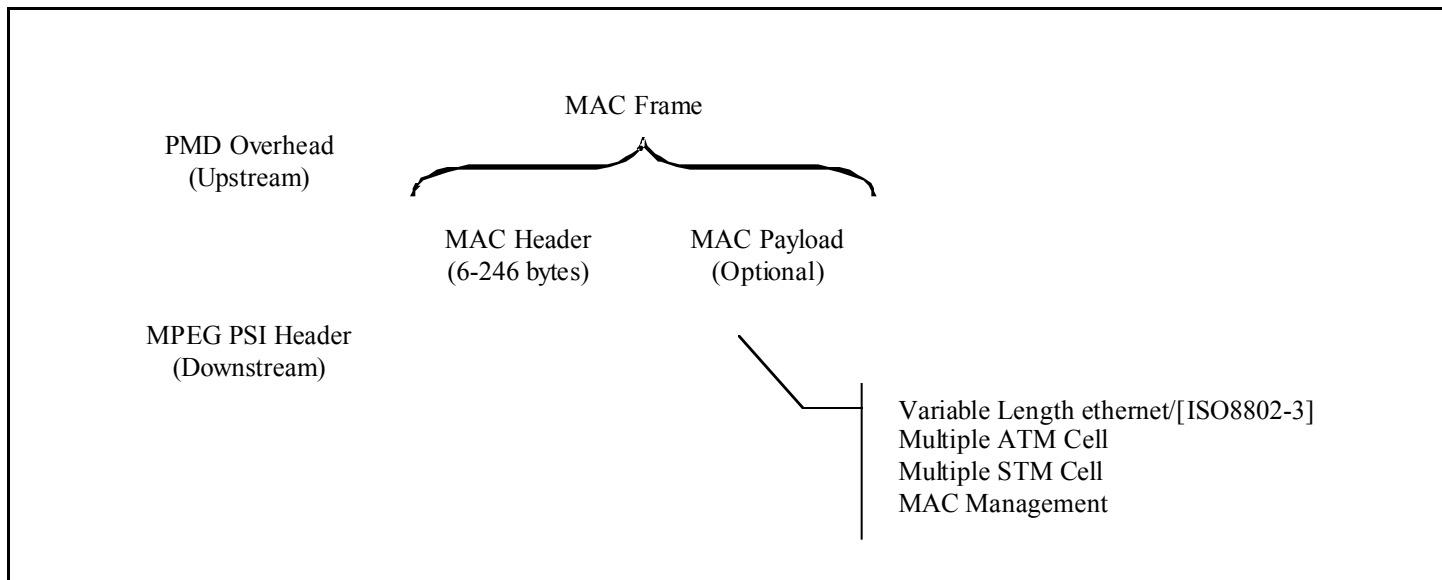 MAC Frame
PMD Overhead
(Upstream)
MAC Header
(6-246 bytes)
MAC Payload
(Optional)
MPEG PSI Header
(Downstream)
Variable Length ethernet/[ISO8802-3]
Multiple ATM Cell
Multiple STM Cell
MAC Management